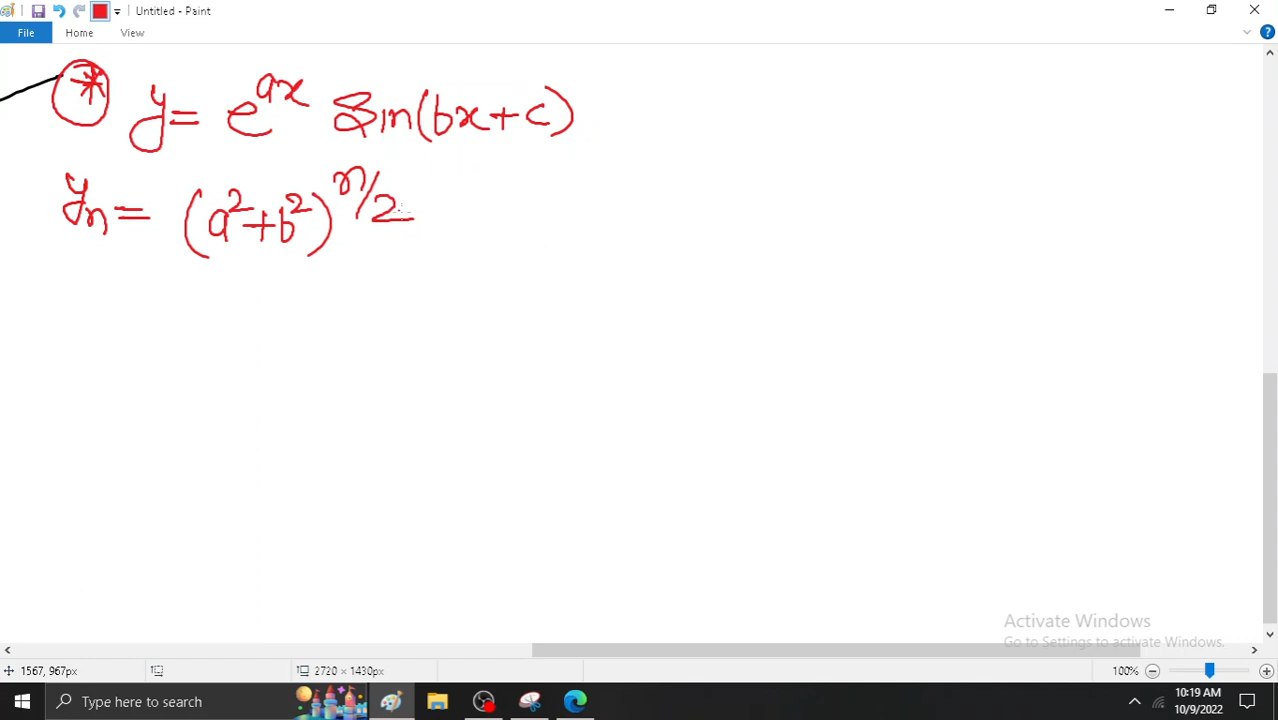 Untitled - Paint
File Home View
* y = e^{ax} Sin(bx+c)
y_n = (a^2+b^2)^{n/2}
Activate Windows
Go to Settings to activate Windows.
1567, 967px
2720 × 1430px
100%
Type here to search
10:19 AM
10/9/2022